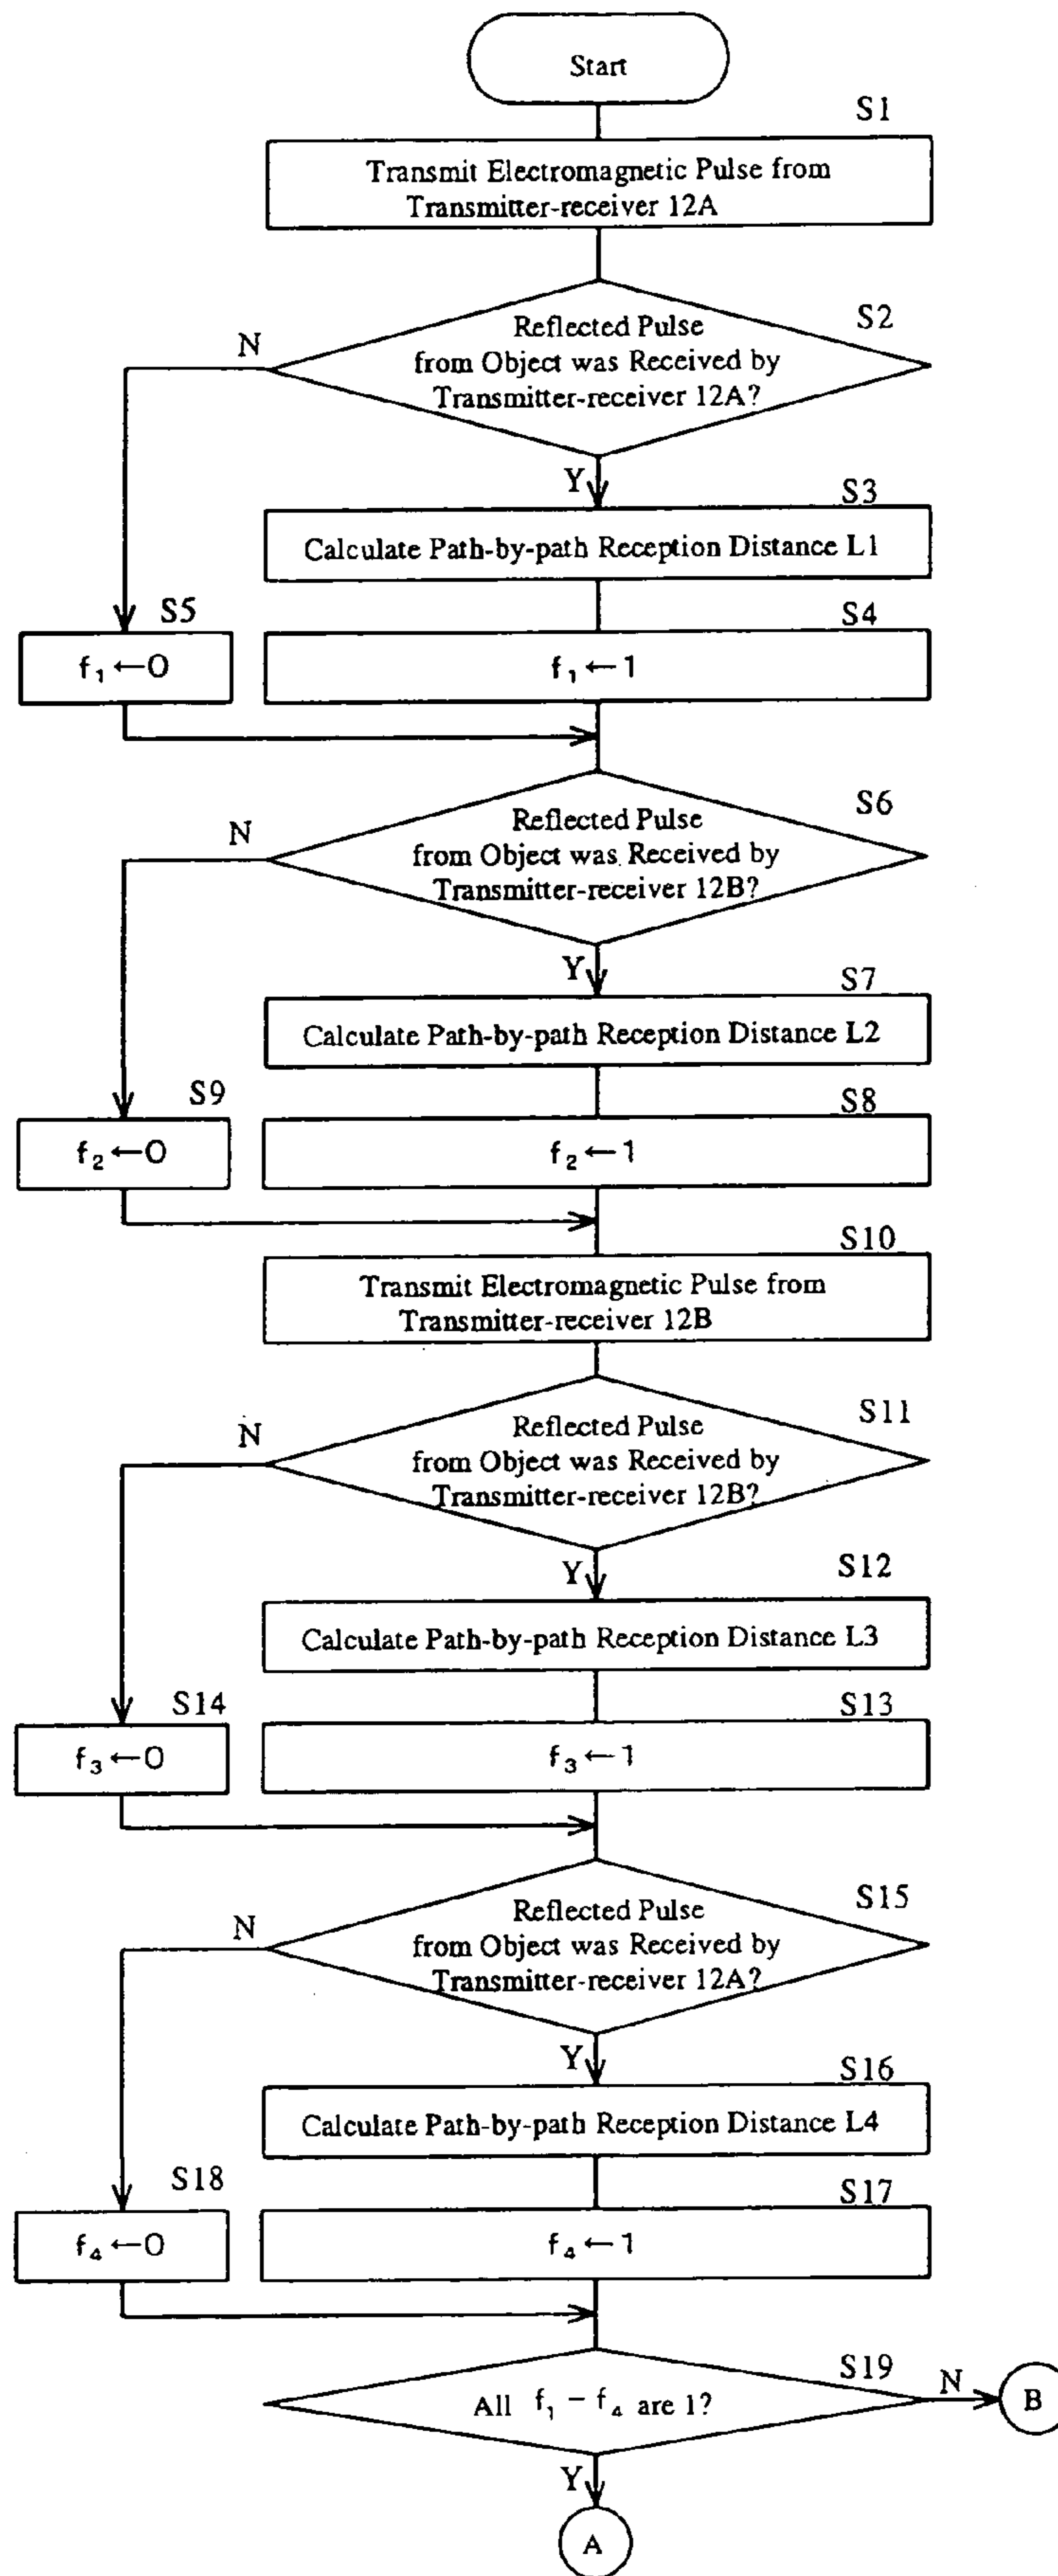 Start
S1
Transmit Electromagnetic Pulse from
Transmitter-receiver 12A
S2
Reflected Pulse
from Object was Received by
Transmitter-receiver 12A?
N
Y
S3
Calculate Path-by-path Reception Distance L1
S4
f₁ ←1
S5
f₁ ←0
S6
Reflected Pulse
from Object was Received by
Transmitter-receiver 12B?
N
Y
S7
Calculate Path-by-path Reception Distance L2
S8
f₂ ←1
S9
f₂ ←0
S10
Transmit Electromagnetic Pulse from
Transmitter-receiver 12B
S11
Reflected Pulse
from Object was Received by
Transmitter-receiver 12B?
N
Y
S12
Calculate Path-by-path Reception Distance L3
S13
f₃ ←1
S14
f₃ ←0
S15
Reflected Pulse
from Object was Received by
Transmitter-receiver 12A?
N
Y
S16
Calculate Path-by-path Reception Distance L4
S17
f₄ ←1
S18
f₄ ←0
S19
All f₁ - f₄ are 1?
N
B
Y
A